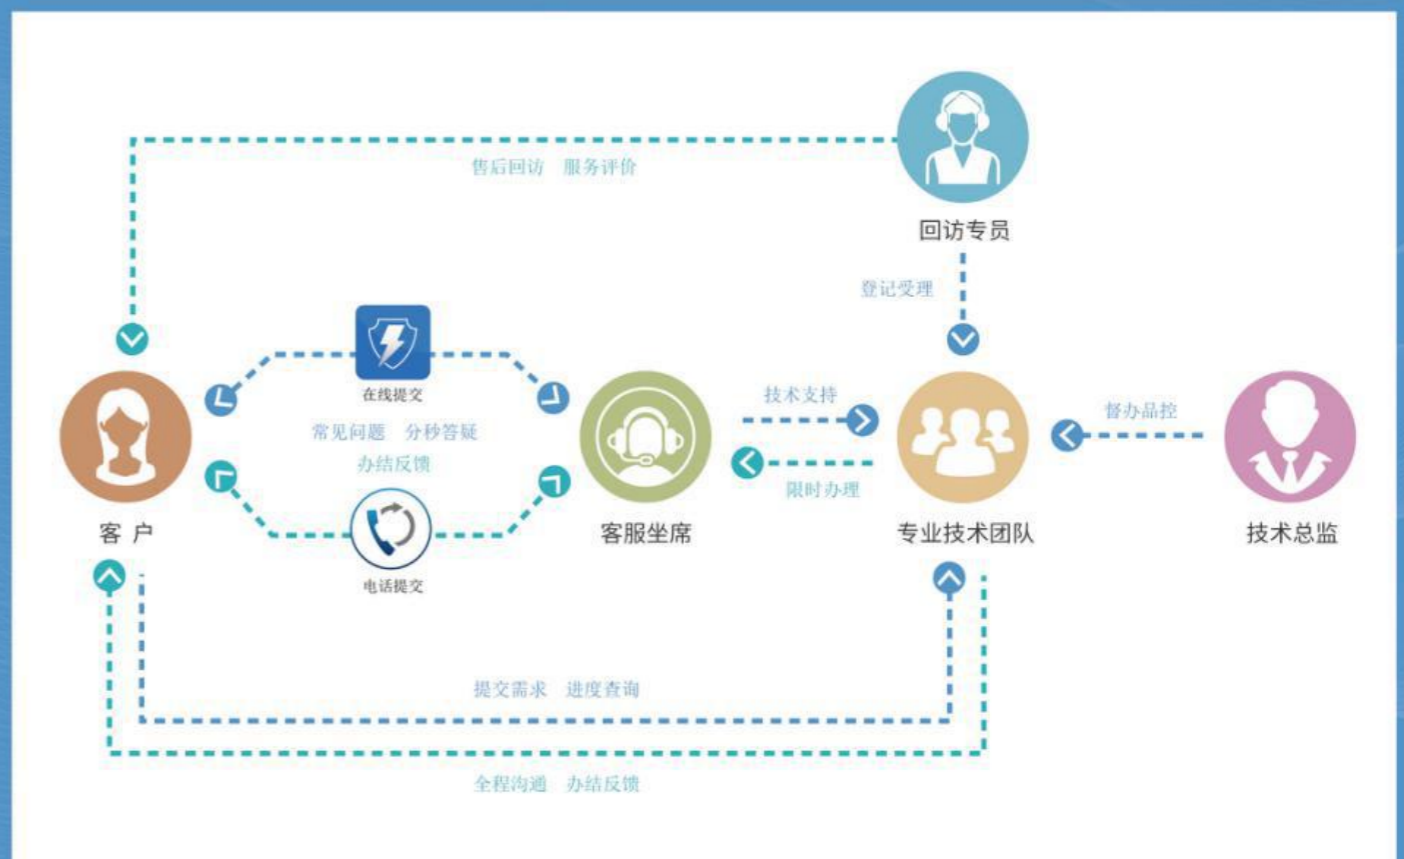 售后回访 服务评价
回访专员
登记受理
在线提交
技术支持
督办品控
常见问题 分秒答疑
办结反馈
限时办理
客 户
客服坐席
专业技术团队
技术总监
电话提交
提交需求 进度查询
全程沟通 办结反馈